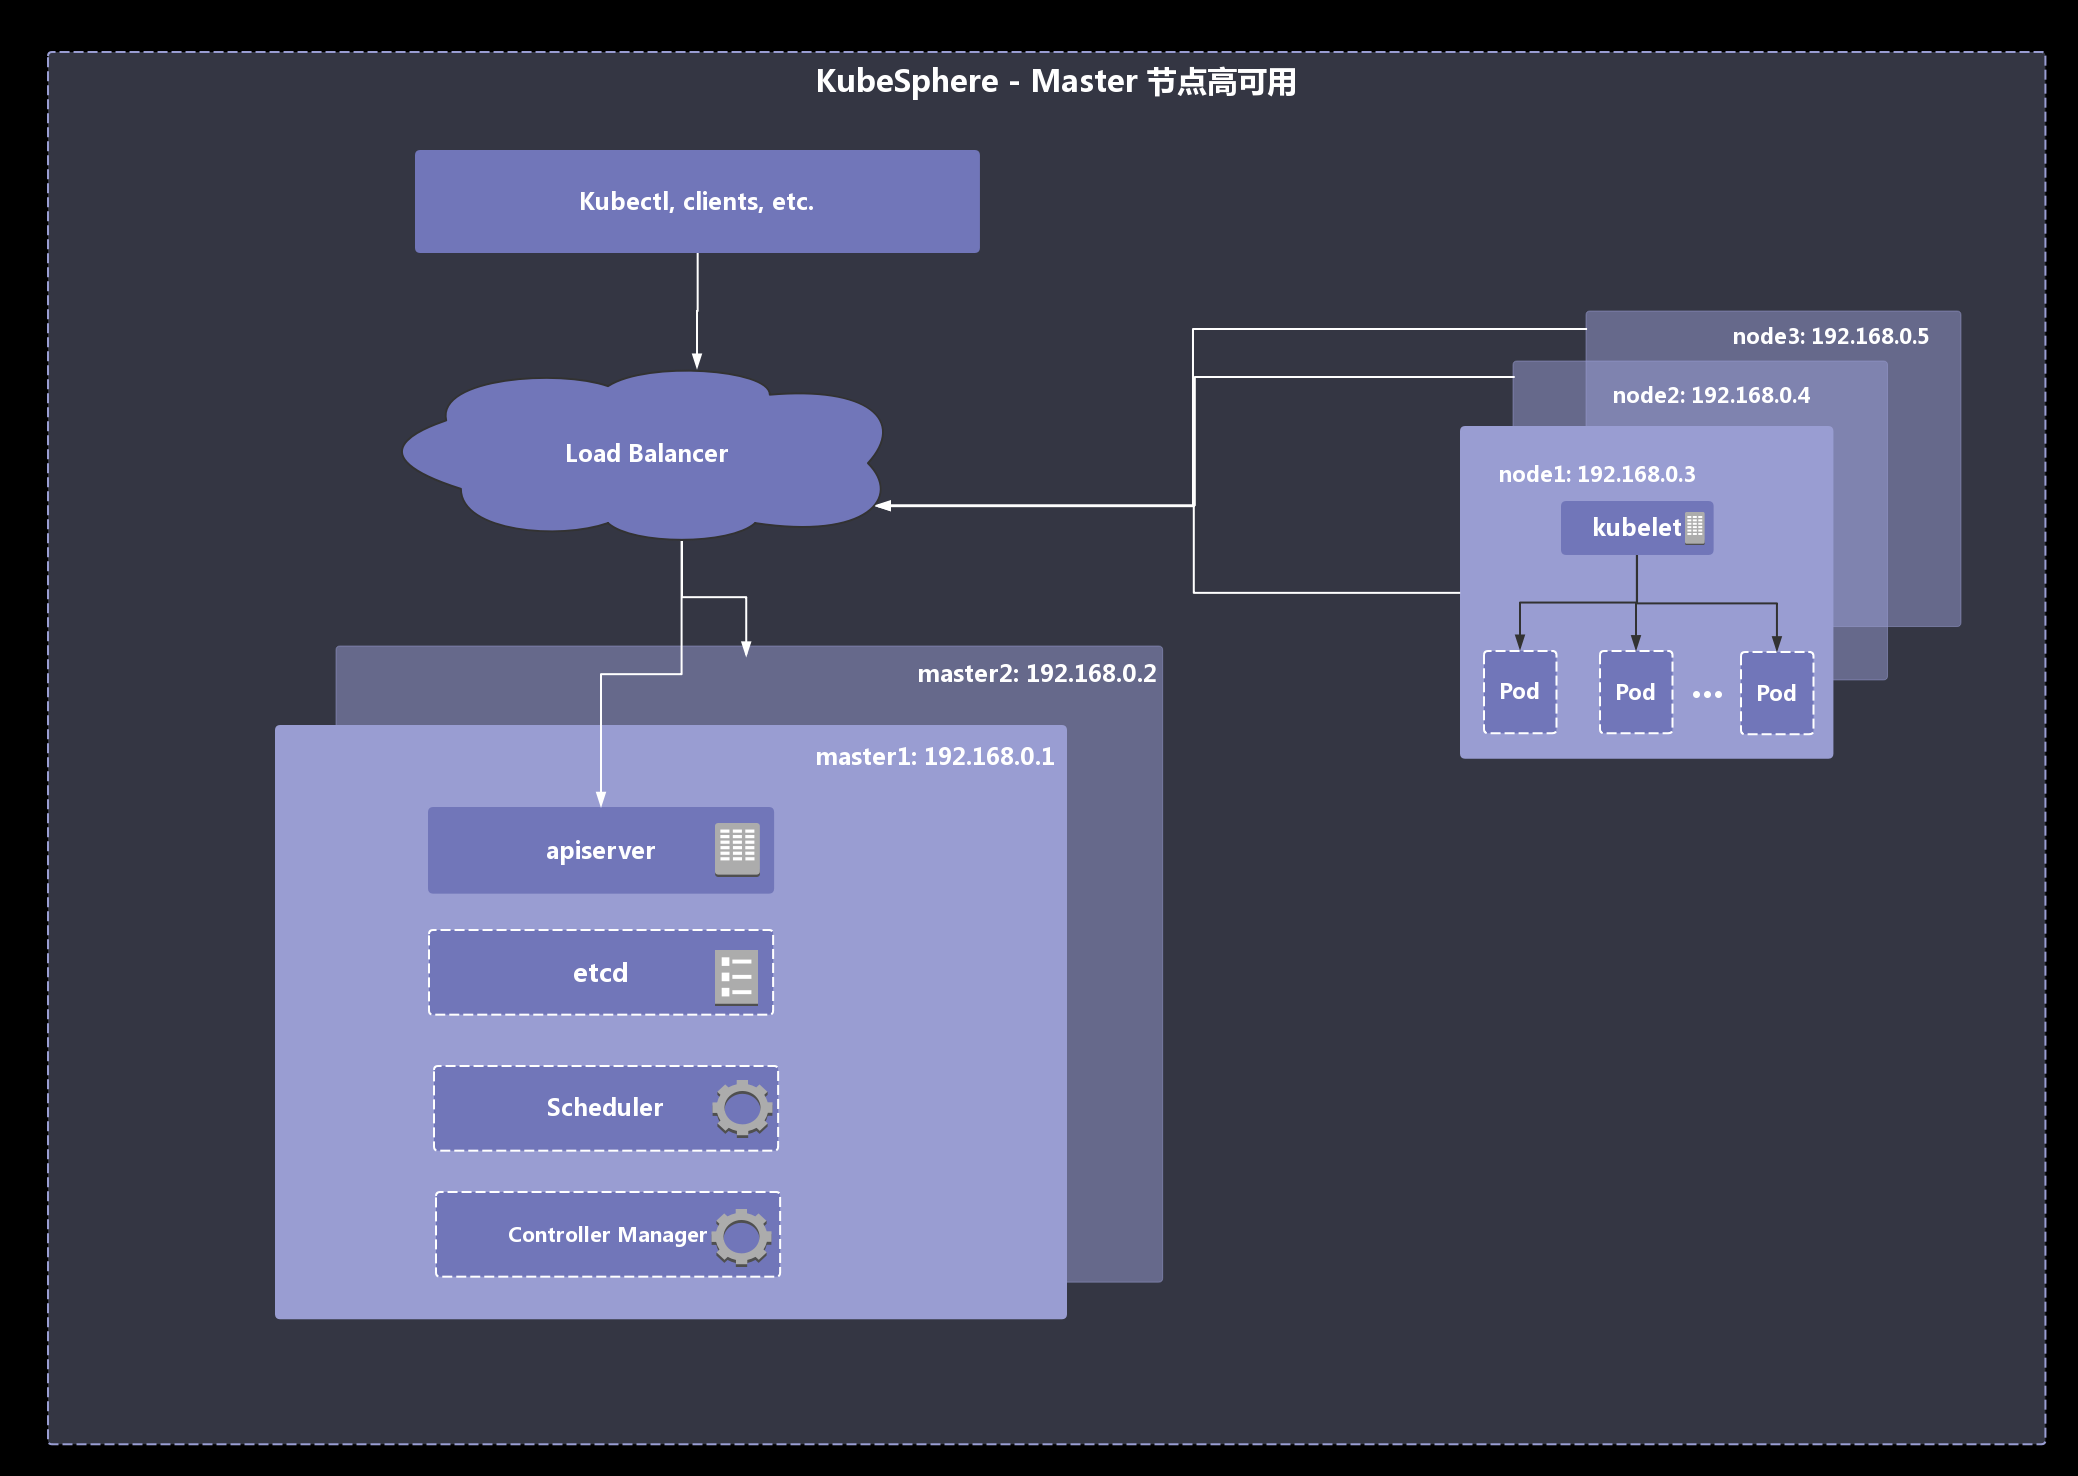 KubeSphere - Master 节点高可用
Kubectl, clients, etc.
Load Balancer
node3: 192.168.0.5
node2: 192.168.0.4
node1: 192.168.0.3
kubelet
Pod
Pod
•••
Pod
master2: 192.168.0.2
master1: 192.168.0.1
apiserver
etcd
Scheduler
Controller Manager